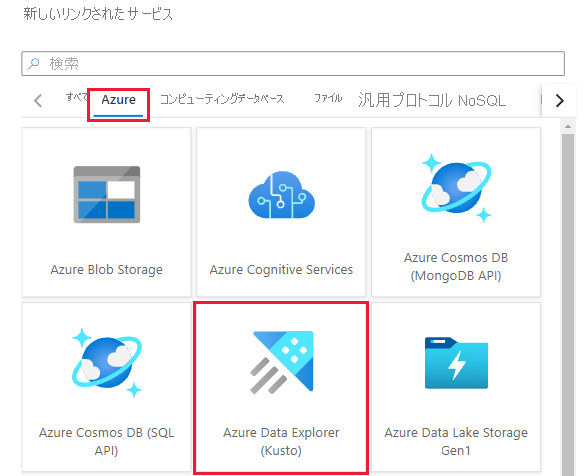 新しいリンクされたサービス
検索
すべて Azure コンピューティングデータベース ファイル 汎用プロトコル NoSQL
Azure Blob Storage
Azure Cognitive Services
Azure Cosmos DB
(MongoDB API)
Azure Cosmos DB (SQL
API)
Azure Data Explorer
(Kusto)
Azure Data Lake Storage
Gen1